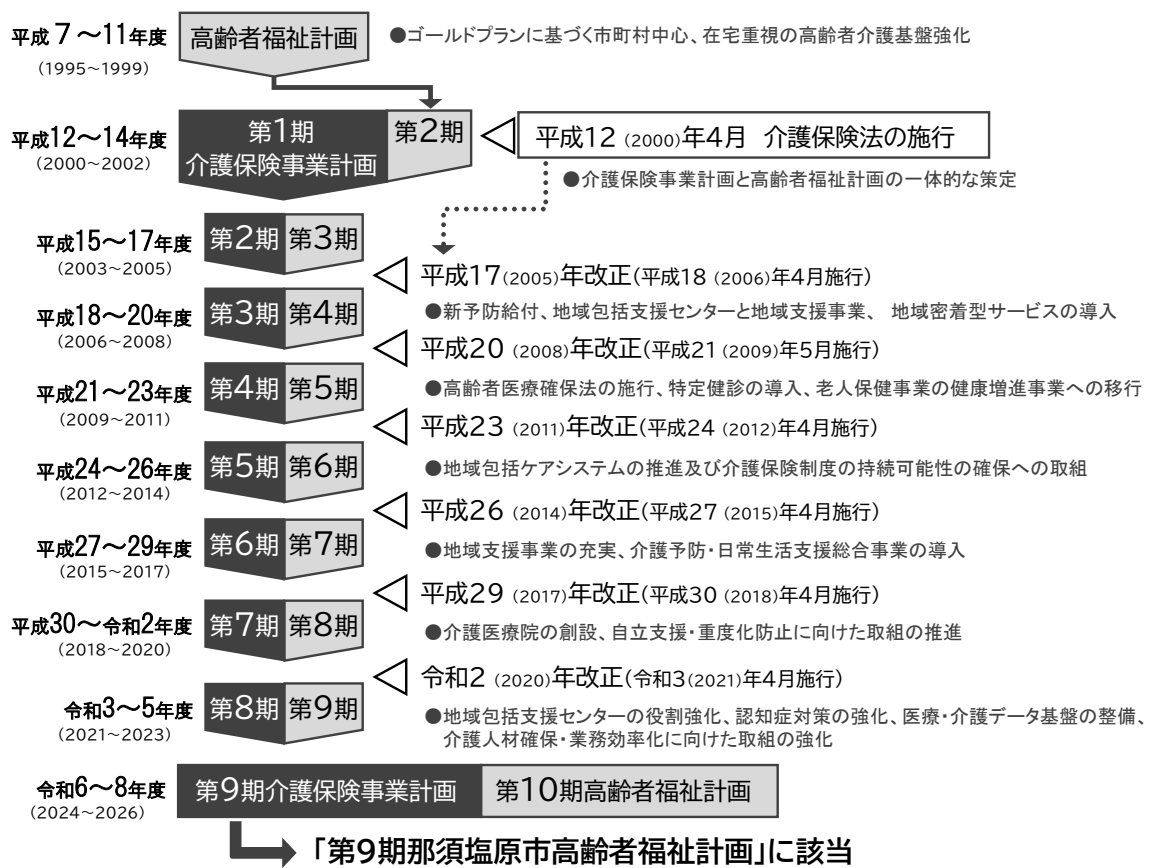 平成 7 ~11年度
(1995~1999)
高齢者福祉計画
●ゴールドプランに基づく市町村中心、在宅重視の高齢者介護基盤強化
平成12~14年度
(2000~2002)
第1期
介護保険事業計画
第2期
平成12 (2000)年4月 介護保険法の施行
●介護保険事業計画と高齢者福祉計画の一体的な策定
平成15~17年度
(2003~2005)
第2期 第3期
平成17(2005)年改正(平成18 (2006)年4月施行)
●新予防給付、地域包括支援センターと地域支援事業、 地域密着型サービスの導入
平成18~20年度
(2006~2008)
第3期 第4期
平成20 (2008)年改正(平成21 (2009)年5月施行)
●高齢者医療確保法の施行、特定健診の導入、老人保健事業の健康増進事業への移行
平成21~23年度
(2009~2011)
第4期 第5期
平成23 (2011)年改正(平成24 (2012)年4月施行)
●地域包括ケアシステムの推進及び介護保険制度の持続可能性の確保への取組
平成24~26年度
(2012~2014)
第5期 第6期
平成26 (2014)年改正(平成27 (2015)年4月施行)
●地域支援事業の充実、介護予防・日常生活支援総合事業の導入
平成27~29年度
(2015~2017)
第6期 第7期
平成29 (2017)年改正(平成30 (2018)年4月施行)
●介護医療院の創設、自立支援・重度化防止に向けた取組の推進
平成30~令和2年度
(2018~2020)
第7期 第8期
令和2 (2020)年改正(令和3(2021)年4月施行)
●地域包括支援センターの役割強化、認知症対策の強化、医療・介護データ基盤の整備、
介護人材確保・業務効率化に向けた取組の強化
令和3~5年度
(2021~2023)
第8期 第9期
令和6~8年度
(2024~2026)
第9期介護保険事業計画 第10期高齢者福祉計画
「第9期那須塩原市高齢者福祉計画」に該当